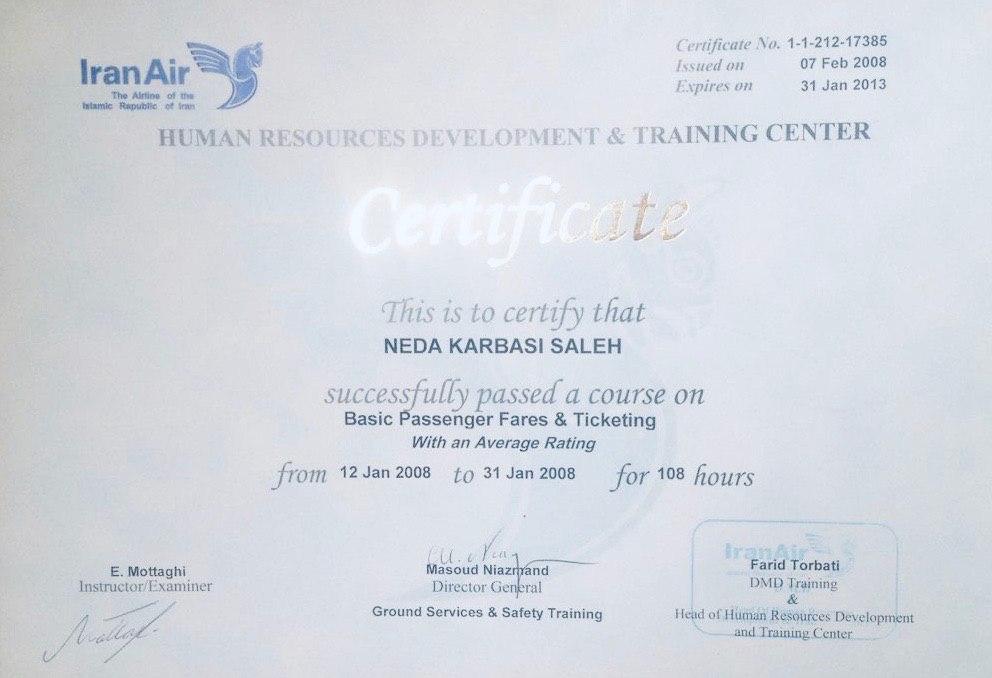 IranAir
The Airline of the
Islamic Republic of Iran
Certificate No. 1-1-212-17385
Issued on 07 Feb 2008
Expires on 31 Jan 2013
HUMAN RESOURCES DEVELOPMENT & TRAINING CENTER
Certificate
This is to certify that
NEDA KARBASI SALEH
successfully passed a course on
Basic Passenger Fares & Ticketing
With an Average Rating
from 12 Jan 2008 to 31 Jan 2008 for 108 hours
E. Mottaghi
Instructor/Examiner
Masoud Niazmand
Director General
Ground Services & Safety Training
IranAir
Farid Torbati
DMD Training
&
Head of Human Resources Development
and Training Center